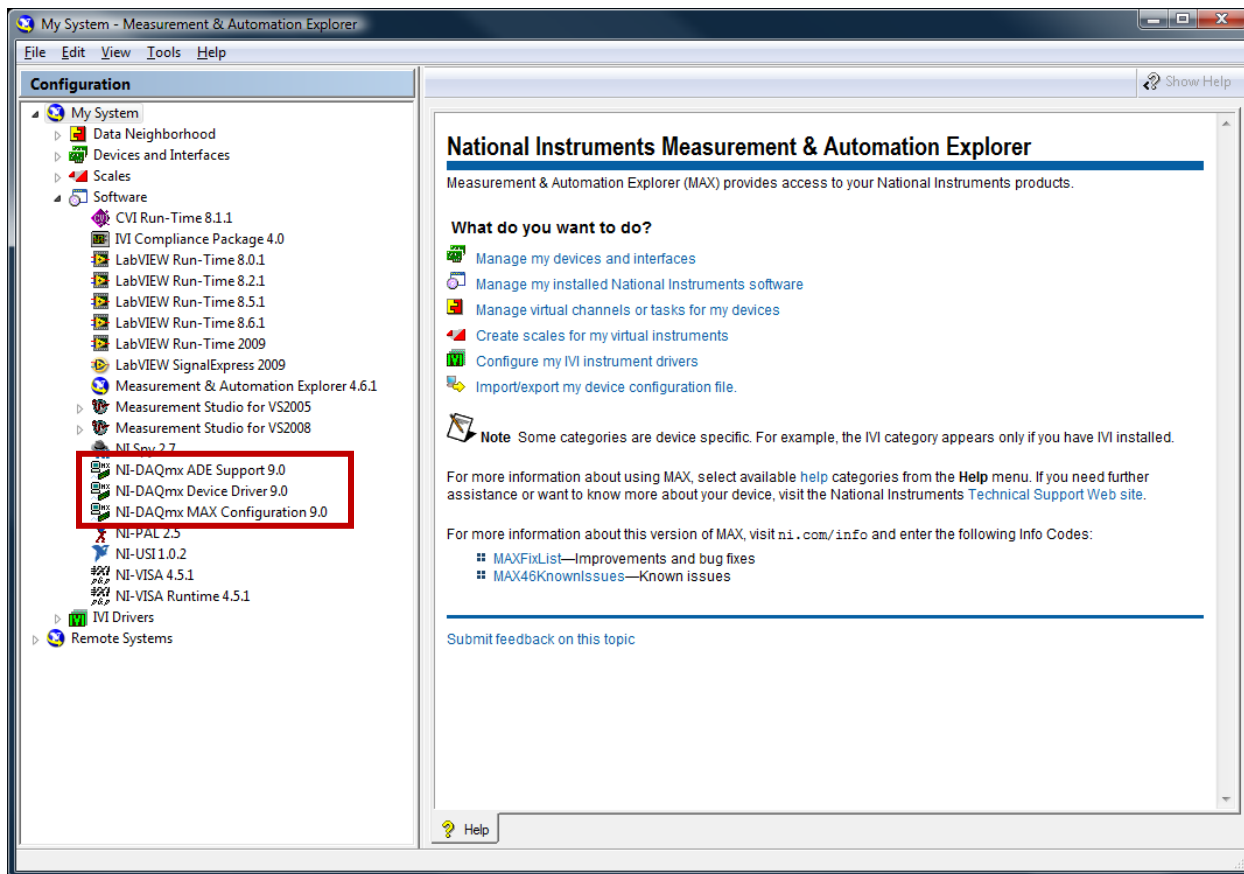 My System - Measurement & Automation Explorer
File Edit View Tools Help
Configuration
Show Help
My System
Data Neighborhood
Devices and Interfaces
Scales
Software
CVI Run-Time 8.1.1
IVI Compliance Package 4.0
LabVIEW Run-Time 8.0.1
LabVIEW Run-Time 8.2.1
LabVIEW Run-Time 8.5.1
LabVIEW Run-Time 8.6.1
LabVIEW Run-Time 2009
LabVIEW SignalExpress 2009
Measurement & Automation Explorer 4.6.1
Measurement Studio for VS2005
Measurement Studio for VS2008
NI Spy 2.7
NI-DAQmx ADE Support 9.0
NI-DAQmx Device Driver 9.0
NI-DAQmx MAX Configuration 9.0
NI-PAL 2.5
NI-USI 1.0.2
NI-VISA 4.5.1
NI-VISA Runtime 4.5.1
IVI Drivers
Remote Systems
National Instruments Measurement & Automation Explorer
Measurement & Automation Explorer (MAX) provides access to your National Instruments products.
What do you want to do?
Manage my devices and interfaces
Manage my installed National Instruments software
Manage virtual channels or tasks for my devices
Create scales for my virtual instruments
Configure my IVI instrument drivers
Import/export my device configuration file.
Note Some categories are device specific. For example, the IVI category appears only if you have IVI installed.
For more information about using MAX, select available help categories from the Help menu. If you need further
assistance or want to know more about your device, visit the National Instruments Technical Support Web site.
For more information about this version of MAX, visit ni.com/info and enter the following Info Codes:
MAXFixList—Improvements and bug fixes
MAX46KnownIssues—Known issues
Submit feedback on this topic
Help